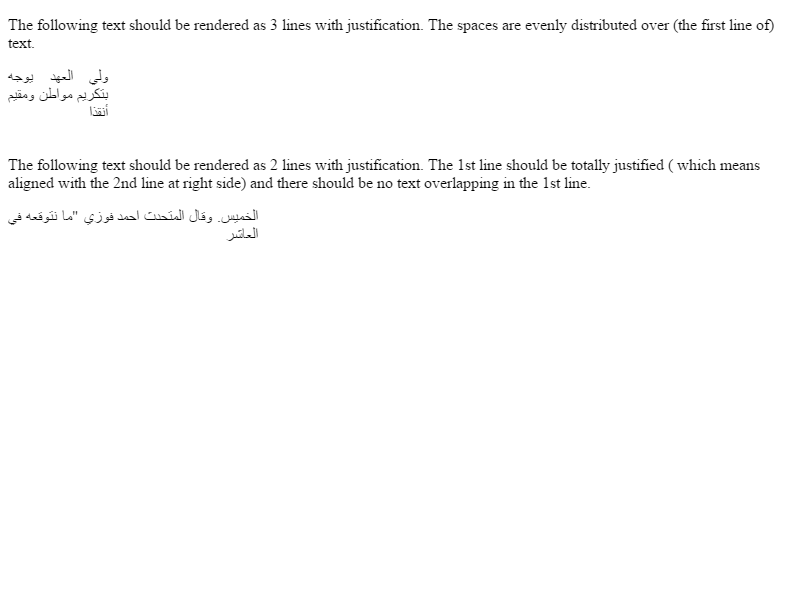 The following text should be rendered as 3 lines with justification. The spaces are evenly distributed over (the first line of)
text.
ولي العهد يوجه
بتكريم مواطن ومقيم
أنقذا
The following text should be rendered as 2 lines with justification. The 1st line should be totally justified ( which means
aligned with the 2nd line at right side) and there should be no text overlapping in the 1st line.
الخميس. وقال المتحدث احمد فوزي "ما نتوقعه في
العاشر